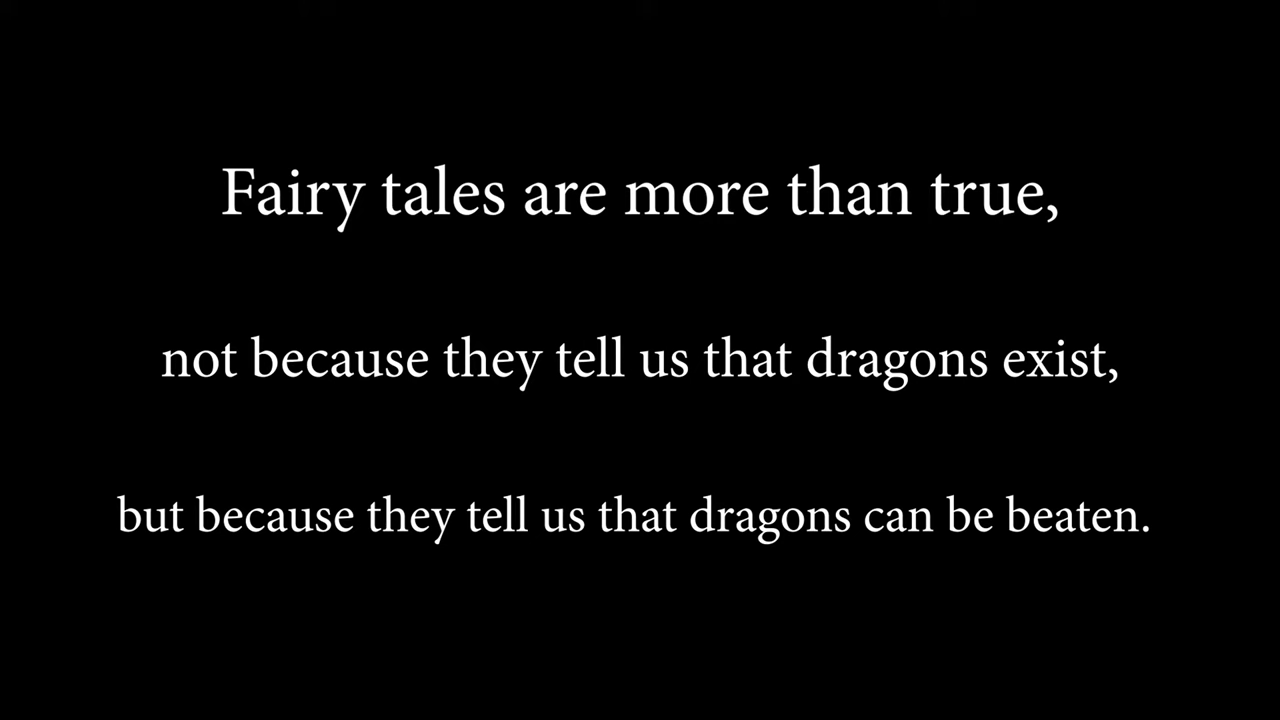 Fairy tales are more than true,
not because they tell us that dragons exist,
but because they tell us that dragons can be beaten.